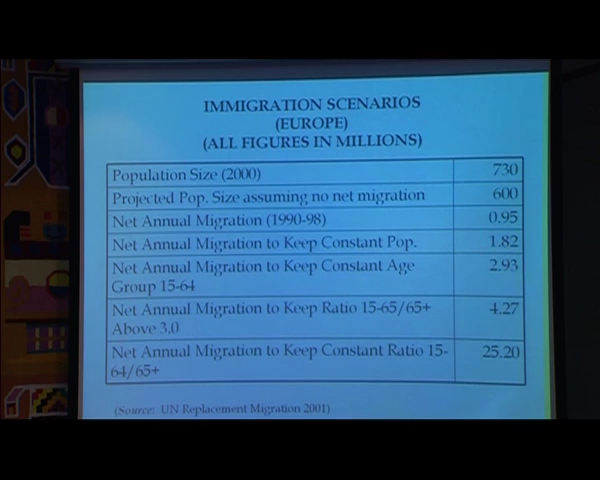 IMMIGRATION SCENARIOS
(EUROPE)
(ALL FIGURES IN MILLIONS)
Population Size (2000) 730
Projected Pop. Size assuming no net migration 600
Net Annual Migration (1990-98) 0.95
Net Annual Migration to Keep Constant Pop. 1.82
Net Annual Migration to Keep Constant Age 2.93
Group 15-64
Net Annual Migration to Keep Ratio 15-65/65+ 4.27
Above 3.0
Net Annual Migration to Keep Constant Ratio 15- 25.20
64/65+
(Source: UN Replacement Migration 2001)